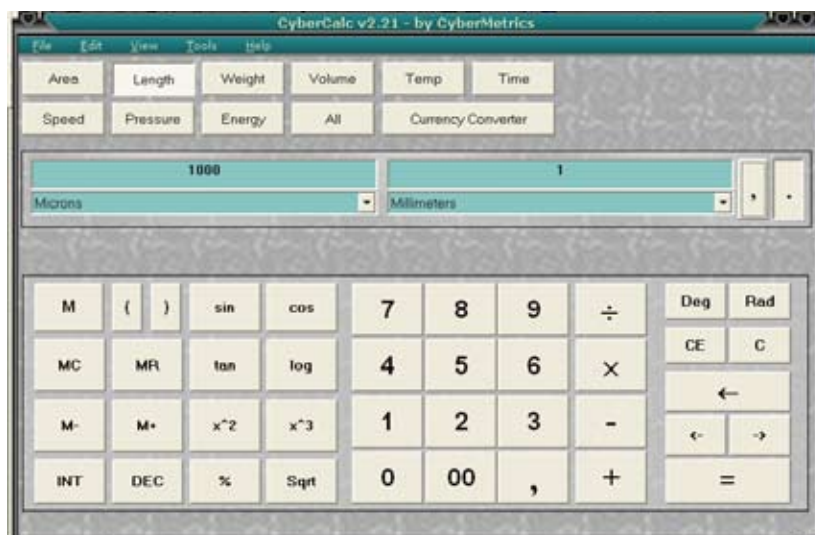 CyberCalc v2.21 - by CyberMetrics
File Edit View Tools Help
Area Length Weight Volume Temp Time
Speed Pressure Energy All Currency Converter
1000 1
Microns Millimeters , .
M ( ) sin cos 7 8 9 ÷ Deg Rad
CE C
MC MR tan log 4 5 6 ×
←
M- M+ x^2 x^3 1 2 3 - <- ->
INT DEC % Sqrt 0 00 , + =